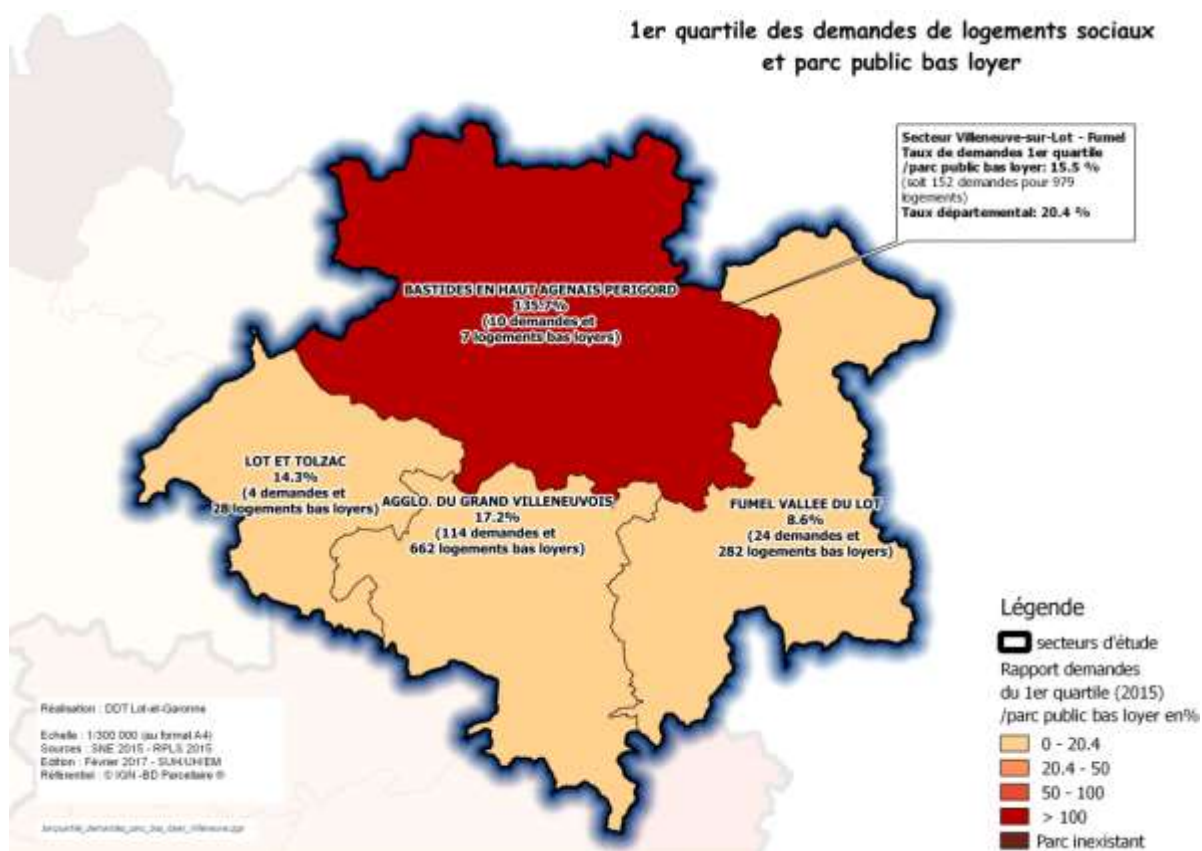 1er quartile des demandes de logements sociaux
et parc public bas loyer
Secteur Villeneuve-sur-Lot - Fumel
Taux de demandes 1er quartile
/parc public bas loyer: 15.5 %
(soit 152 demandes pour 979
logements)
Taux départemental: 20.4 %
BASTIDES EN HAUT AGENAIS PERIGORD
135.7%
(10 demandes et
7 logements bas loyers)
LOT ET TOLZAC
14.3%
(4 demandes et
28 logements bas loyers)
AGGLO. DU GRAND VILLENEUVOIS
17.2%
(114 demandes et
662 logements bas loyers)
FUMEL VALLEE DU LOT
8.6%
(24 demandes et
282 logements bas loyers)
Légende
secteurs d'étude
Rapport demandes
du 1er quartile (2015)
/parc public bas loyer en%
0 - 20.4
20.4 - 50
50 - 100
> 100
Parc inexistant
Réalisation : DDT Lot-et-Garonne
Echelle : 1/300 000 (au format A4)
Sources : SNE 2015 - RPLS 2015
Edition : Février 2017 - SUH/UH/EM
Référentiel : © IGN -BD Parcellaire ®